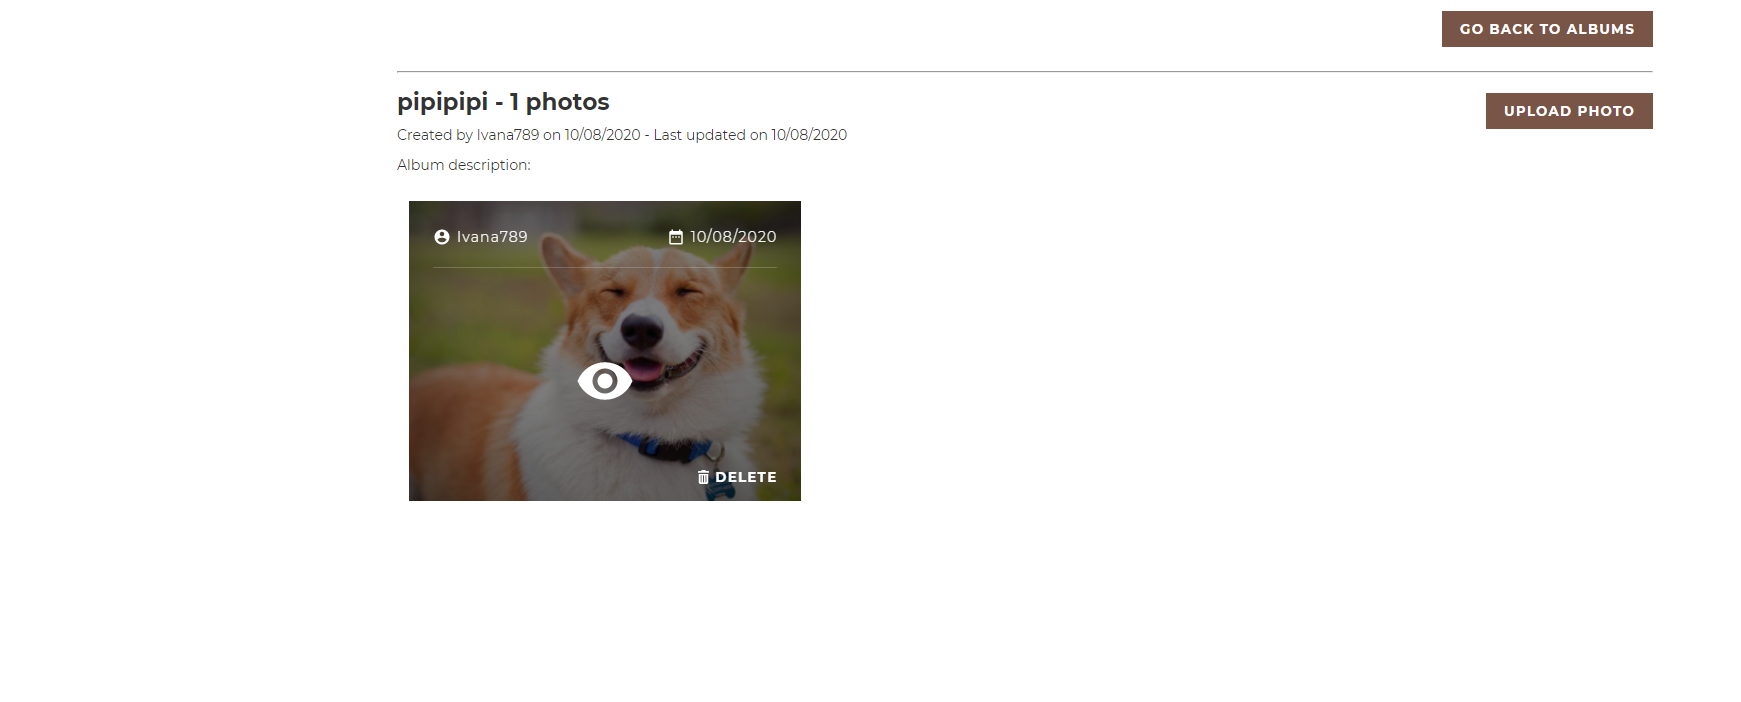 GO BACK TO ALBUMS
pipipipi - 1 photos
UPLOAD PHOTO
Created by Ivana789 on 10/08/2020 - Last updated on 10/08/2020
Album description:
Ivana789 10/08/2020
DELETE